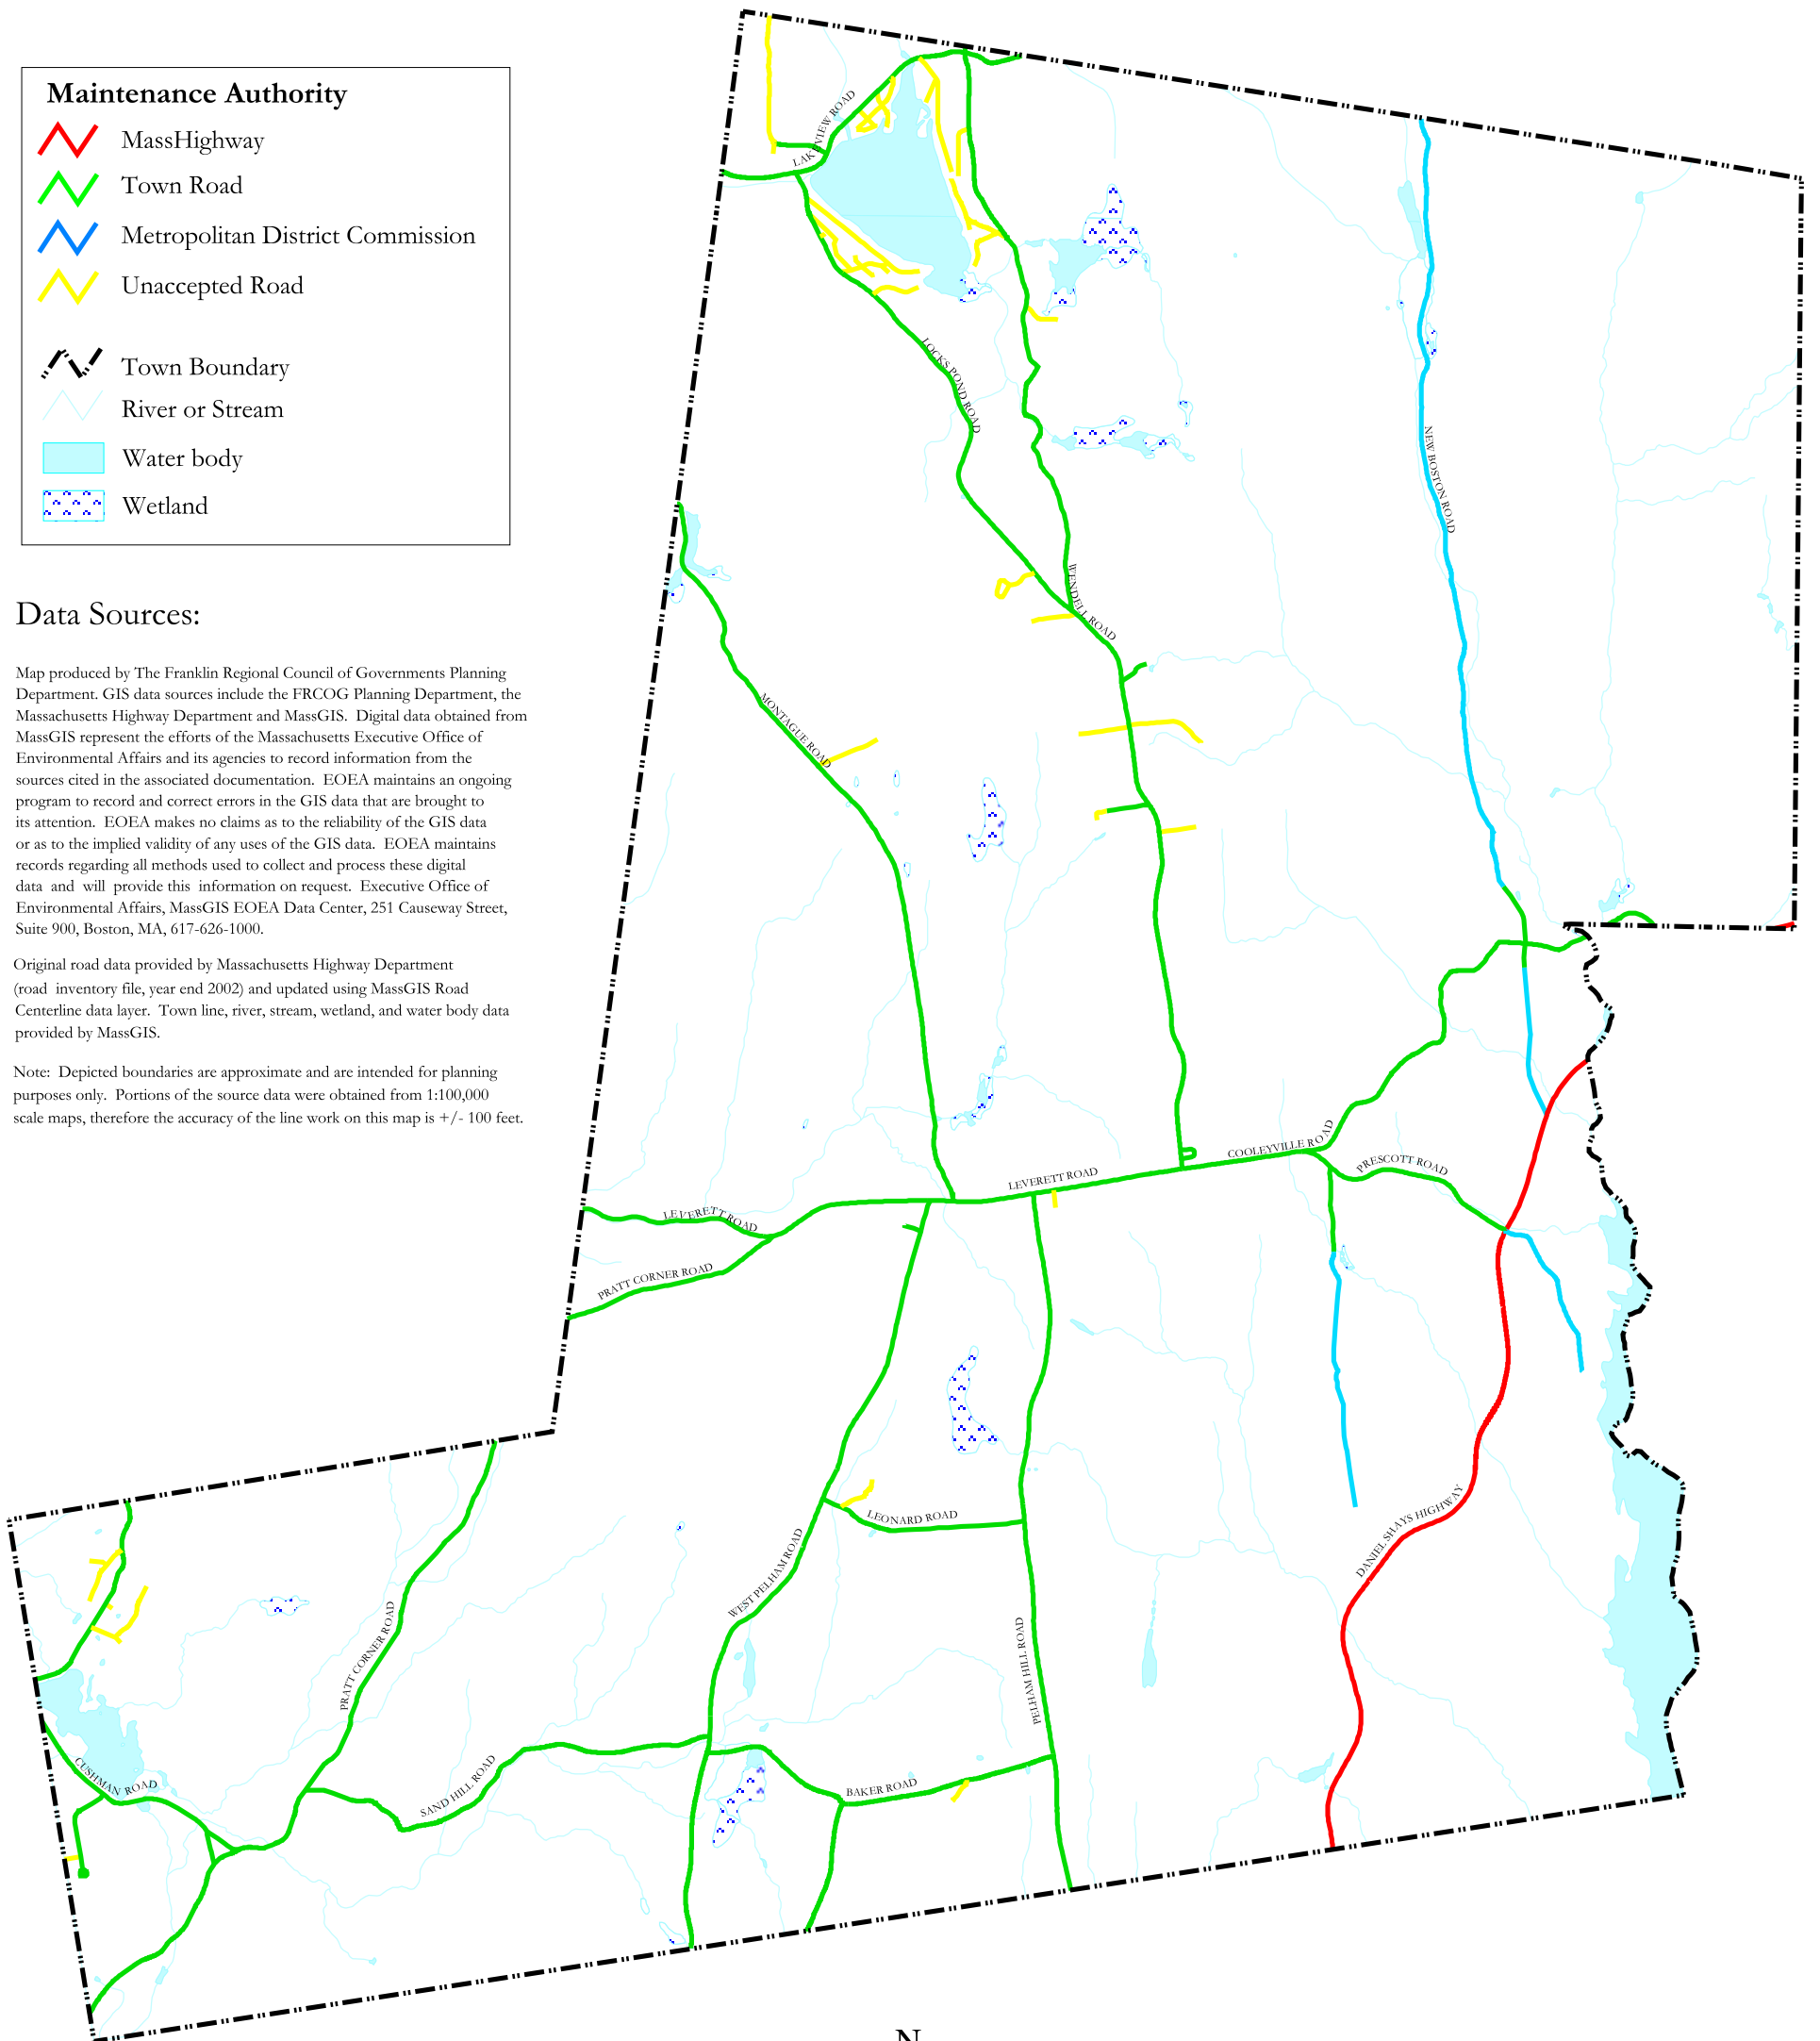 Maintenance Authority
MassHighway
Town Road
Metropolitan District Commission
Unaccepted Road
Town Boundary
River or Stream
Water body
Wetland
Data Sources:
Map produced by The Franklin Regional Council of Governments Planning
Department. GIS data sources include the FRCOG Planning Department, the
Massachusetts Highway Department and MassGIS. Digital data obtained from
MassGIS represent the efforts of the Massachusetts Executive Office of
Environmental Affairs and its agencies to record information from the
sources cited in the associated documentation. EOEA maintains an ongoing
program to record and correct errors in the GIS data that are brought to
its attention. EOEA makes no claims as to the reliability of the GIS data
or as to the implied validity of any uses of the GIS data. EOEA maintains
records regarding all methods used to collect and process these digital
data and will provide this information on request. Executive Office of
Environmental Affairs, MassGIS EOEA Data Center, 251 Causeway Street,
Suite 900, Boston, MA, 617-626-1000.
Original road data provided by Massachusetts Highway Department
(road inventory file, year end 2002) and updated using MassGIS Road
Centerline data layer. Town line, river, stream, wetland, and water body data
provided by MassGIS.
Note: Depicted boundaries are approximate and are intended for planning
purposes only. Portions of the source data were obtained from 1:100,000
scale maps, therefore the accuracy of the line work on this map is +/- 100 feet.
LAKEVIEW ROAD
LOCKS POND ROAD
NEW BOSTON ROAD
WENDELL ROAD
MONTAGUE ROAD
COOLEYVILLE ROAD
PRESCOTT ROAD
LEVERETT ROAD
LEVERETT ROAD
PRATT CORNER ROAD
LEONARD ROAD
DANIEL SHAYS HIGHWAY
WEST PELHAM ROAD
PELHAM HILL ROAD
PRATT CORNER ROAD
SAND HILL ROAD
BAKER ROAD
CUSHMAN ROAD
N